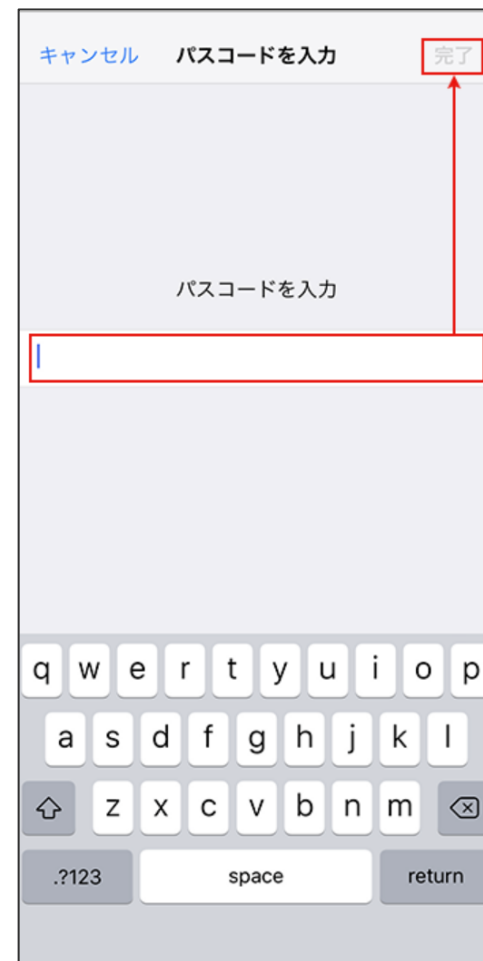 キャンセル パスコードを入力 完了
パスコードを入力
q w e r t y u i o p
a s d f g h j k l
z x c v b n m
.?123 space return